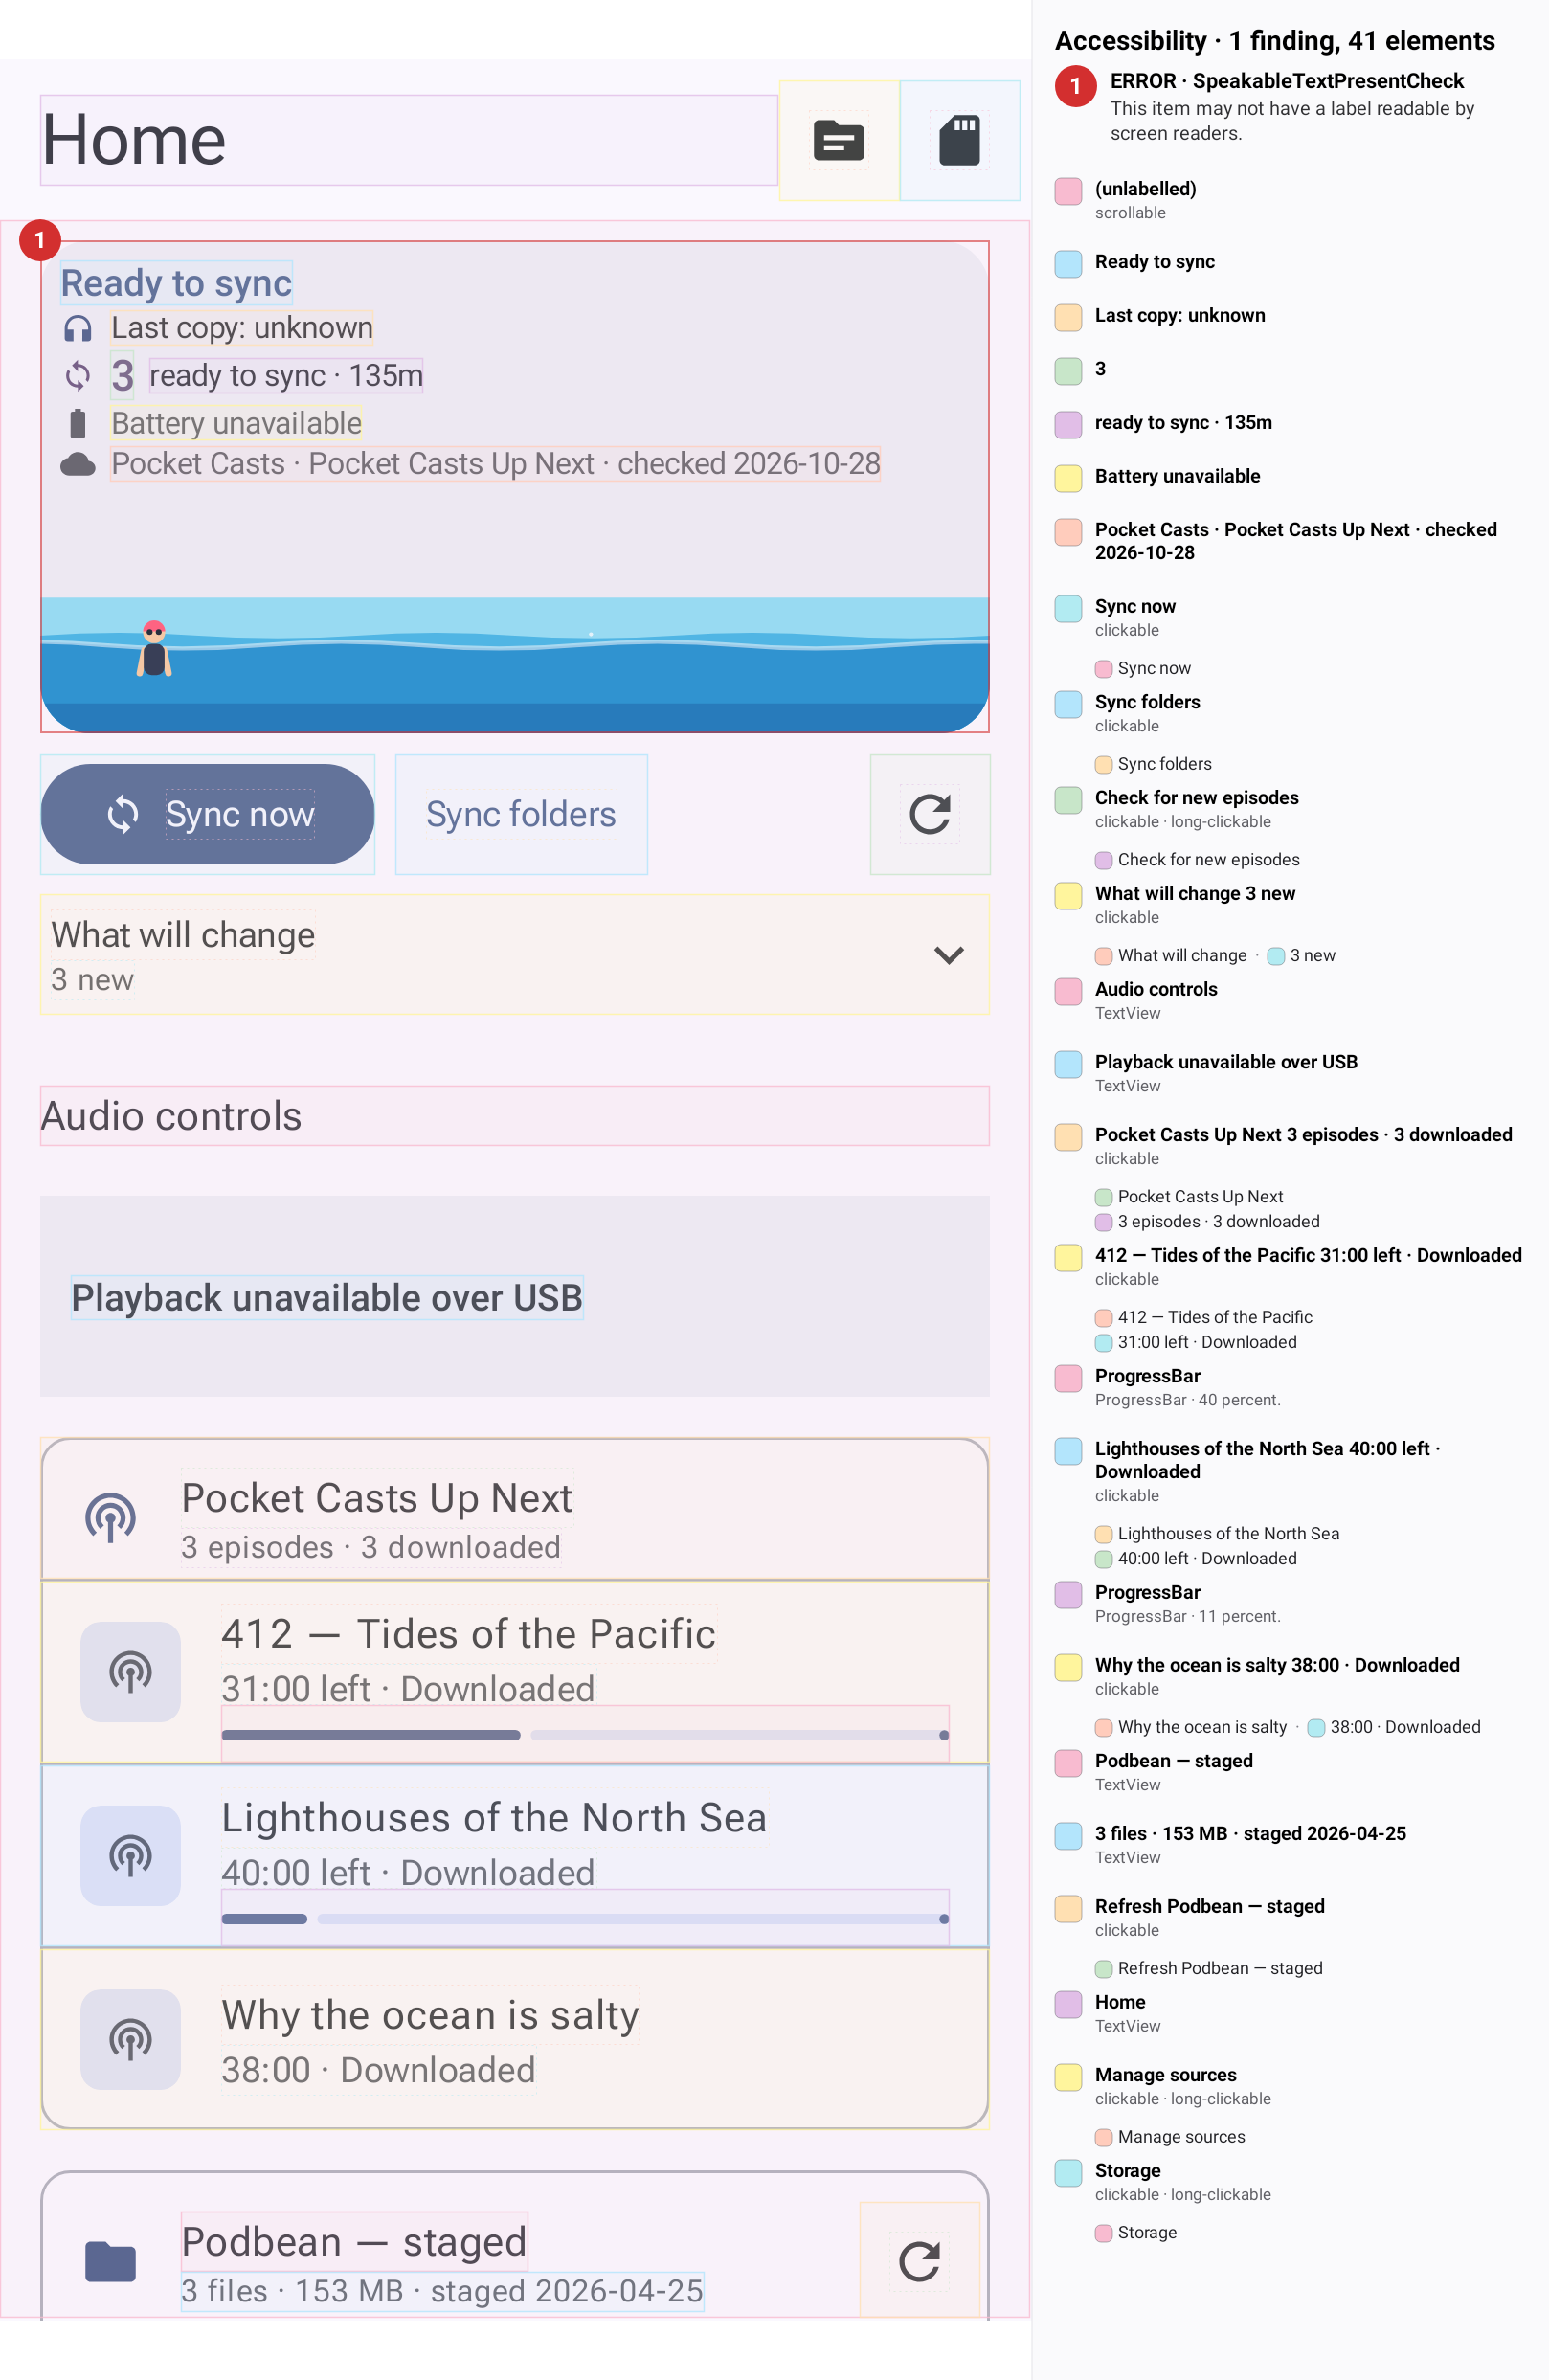 Home
1
Ready to sync
Last copy: unknown
3 ready to sync · 135m
Battery unavailable
Pocket Casts · Pocket Casts Up Next · checked 2026-10-28
Sync now
Sync folders
What will change
3 new
Audio controls
Playback unavailable over USB
Pocket Casts Up Next
3 episodes · 3 downloaded
412 — Tides of the Pacific
31:00 left · Downloaded
Lighthouses of the North Sea
40:00 left · Downloaded
Why the ocean is salty
38:00 · Downloaded
Podbean — staged
3 files · 153 MB · staged 2026-04-25
Accessibility · 1 finding, 41 elements
1
ERROR · SpeakableTextPresentCheck
This item may not have a label readable by
screen readers.
(unlabelled)
scrollable
Ready to sync
Last copy: unknown
3
ready to sync · 135m
Battery unavailable
Pocket Casts · Pocket Casts Up Next · checked
2026-10-28
Sync now
clickable
Sync now
Sync folders
clickable
Sync folders
Check for new episodes
clickable · long-clickable
Check for new episodes
What will change 3 new
clickable
What will change · 3 new
Audio controls
TextView
Playback unavailable over USB
TextView
Pocket Casts Up Next 3 episodes · 3 downloaded
clickable
Pocket Casts Up Next
3 episodes · 3 downloaded
412 — Tides of the Pacific 31:00 left · Downloaded
clickable
412 — Tides of the Pacific
31:00 left · Downloaded
ProgressBar
ProgressBar · 40 percent.
Lighthouses of the North Sea 40:00 left ·
Downloaded
clickable
Lighthouses of the North Sea
40:00 left · Downloaded
ProgressBar
ProgressBar · 11 percent.
Why the ocean is salty 38:00 · Downloaded
clickable
Why the ocean is salty · 38:00 · Downloaded
Podbean — staged
TextView
3 files · 153 MB · staged 2026-04-25
TextView
Refresh Podbean — staged
clickable
Refresh Podbean — staged
Home
TextView
Manage sources
clickable · long-clickable
Manage sources
Storage
clickable · long-clickable
Storage